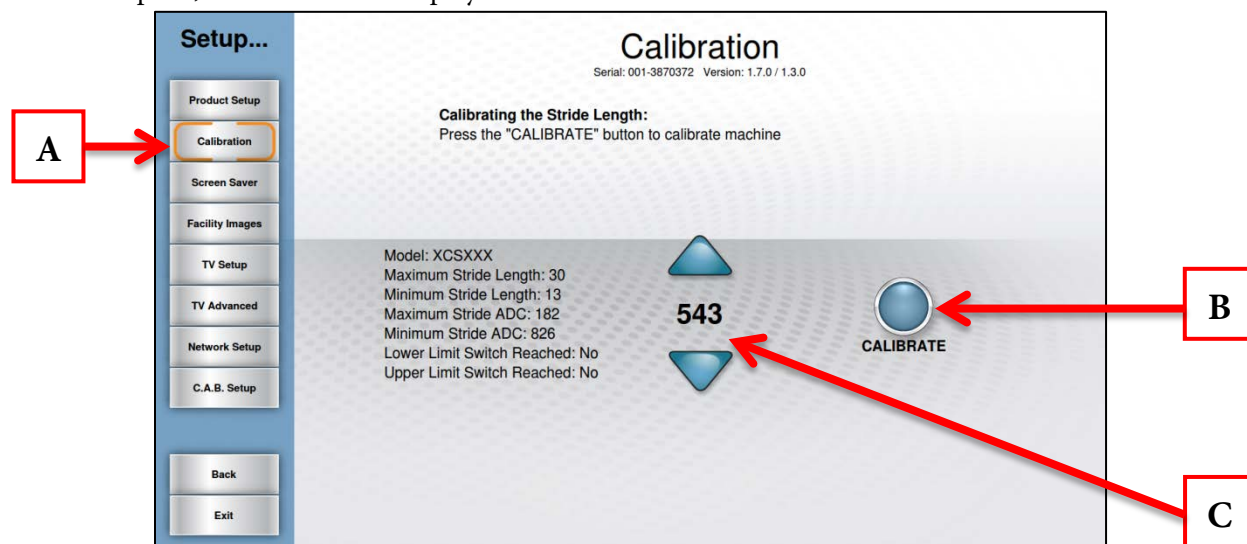 Setup...
Product Setup
Calibration
Screen Saver
Facility Images
TV Setup
TV Advanced
Network Setup
C.A.B. Setup
Back
Exit
Calibration
Serial: 001-3870372 Version: 1.7.0 / 1.3.0
Calibrating the Stride Length:
Press the "CALIBRATE" button to calibrate machine
Model: XCSXXX
Maximum Stride Length: 30
Minimum Stride Length: 13
Maximum Stride ADC: 182
Minimum Stride ADC: 826
Lower Limit Switch Reached: No
Upper Limit Switch Reached: No
543
CALIBRATE
A
B
C